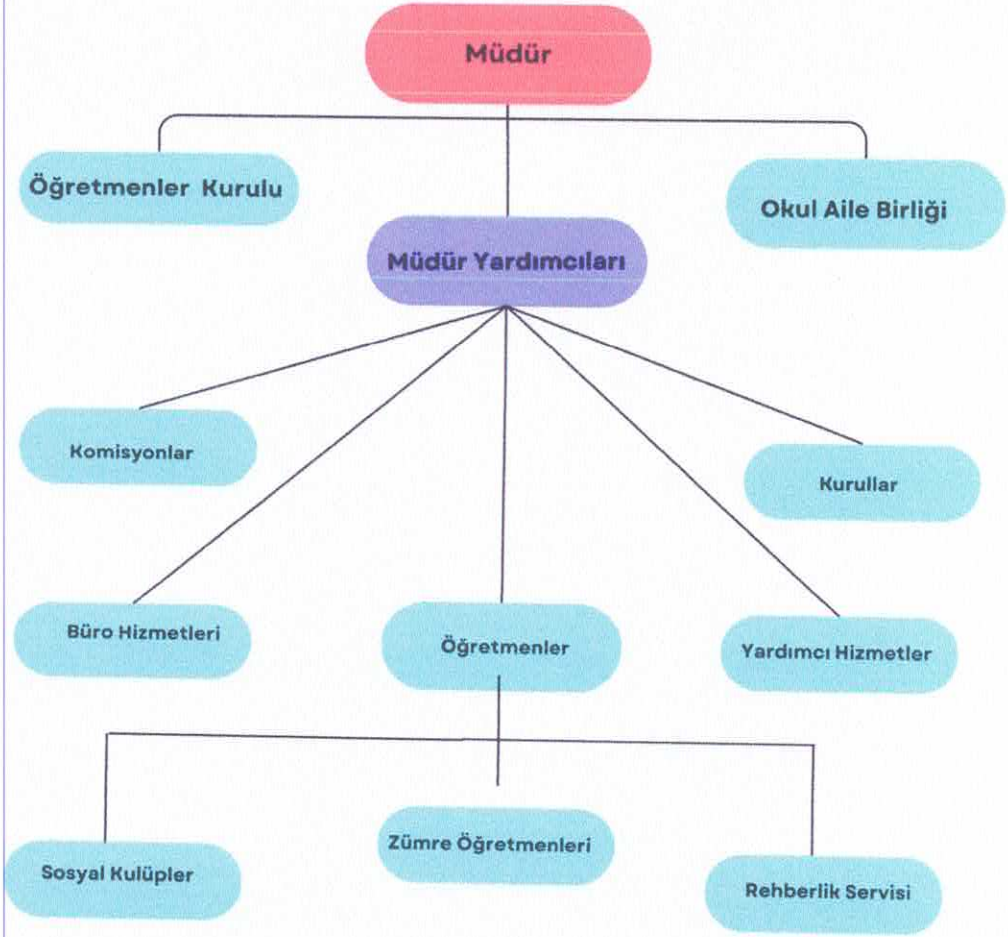 Müdür
Öğretmenler Kurulu
Okul Aile Birliği
Müdür Yardımcıları
Komisyonlar
Kurullar
Büro Hizmetleri
Öğretmenler
Yardımcı Hizmetler
Sosyal Kulüpler
Zümre Öğretmenleri
Rehberlik Servisi